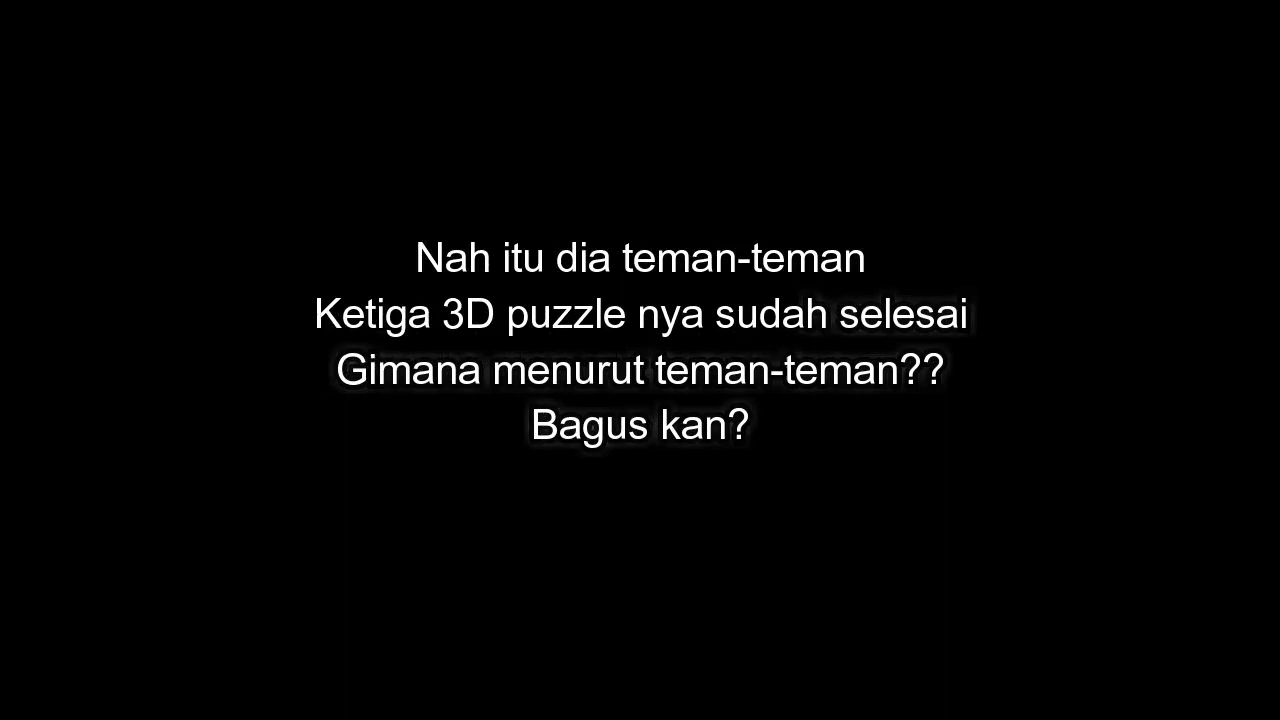 Nah itu dia teman-teman
Ketiga 3D puzzle nya sudah selesai
Gimana menurut teman-teman??
Bagus kan?